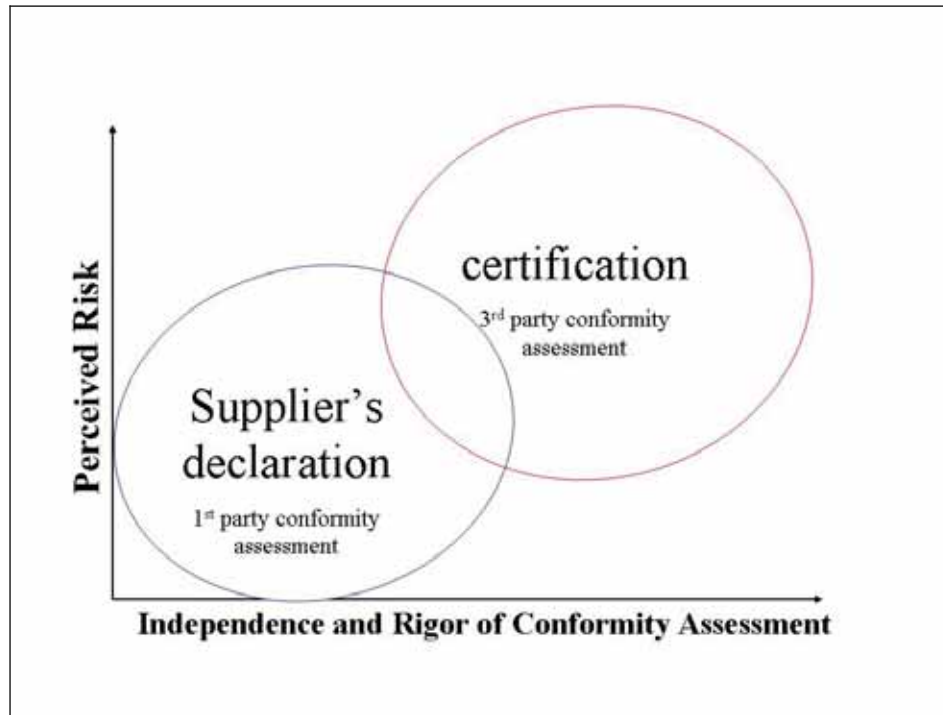 certification
3rd party conformity
assessment
Supplier's
declaration
1st party conformity
assessment
Perceived Risk
Independence and Rigor of Conformity Assessment